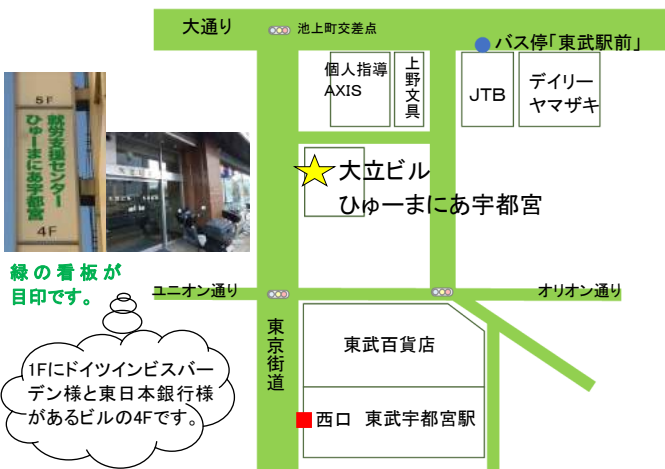 大通り
池上町交差点
バス停「東武駅前」
個人指導
AXIS
上野文具
JTB
デイリー
ヤマザキ
5F
就労支援センター
ひゅーまにあ宇都宮
4F
大立ビル
ひゅーまにあ宇都宮
緑の看板が
目印です。
ユニオン通り
オリオン通り
東京街道
東武百貨店
1Fにドイツインビスバー
デン様と東日本銀行様
があるビルの4Fです。
西口 東武宇都宮駅